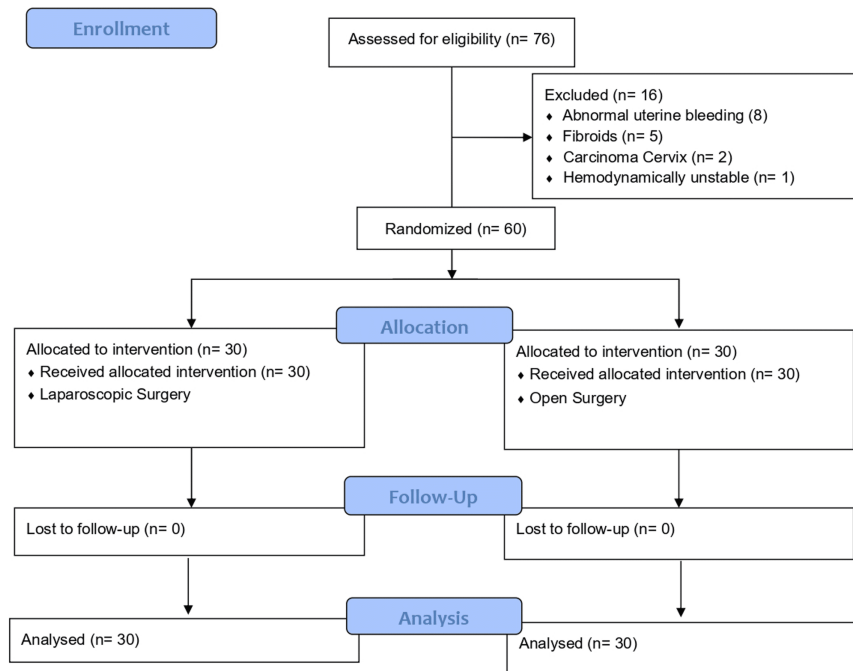 Enrollment
Assessed for eligibility (n= 76)
Excluded (n= 16)
♦ Abnormal uterine bleeding (8)
♦ Fibroids (n= 5)
♦ Carcinoma Cervix (n= 2)
♦ Hemodynamically unstable (n= 1)
Randomized (n= 60)
Allocation
Allocated to intervention (n= 30)
♦ Received allocated intervention (n= 30)
♦ Laparoscopic Surgery
Allocated to intervention (n= 30)
♦ Received allocated intervention (n= 30)
♦ Open Surgery
Follow-Up
Lost to follow-up (n= 0)
Lost to follow-up (n= 0)
Analysis
Analysed (n= 30)
Analysed (n= 30)